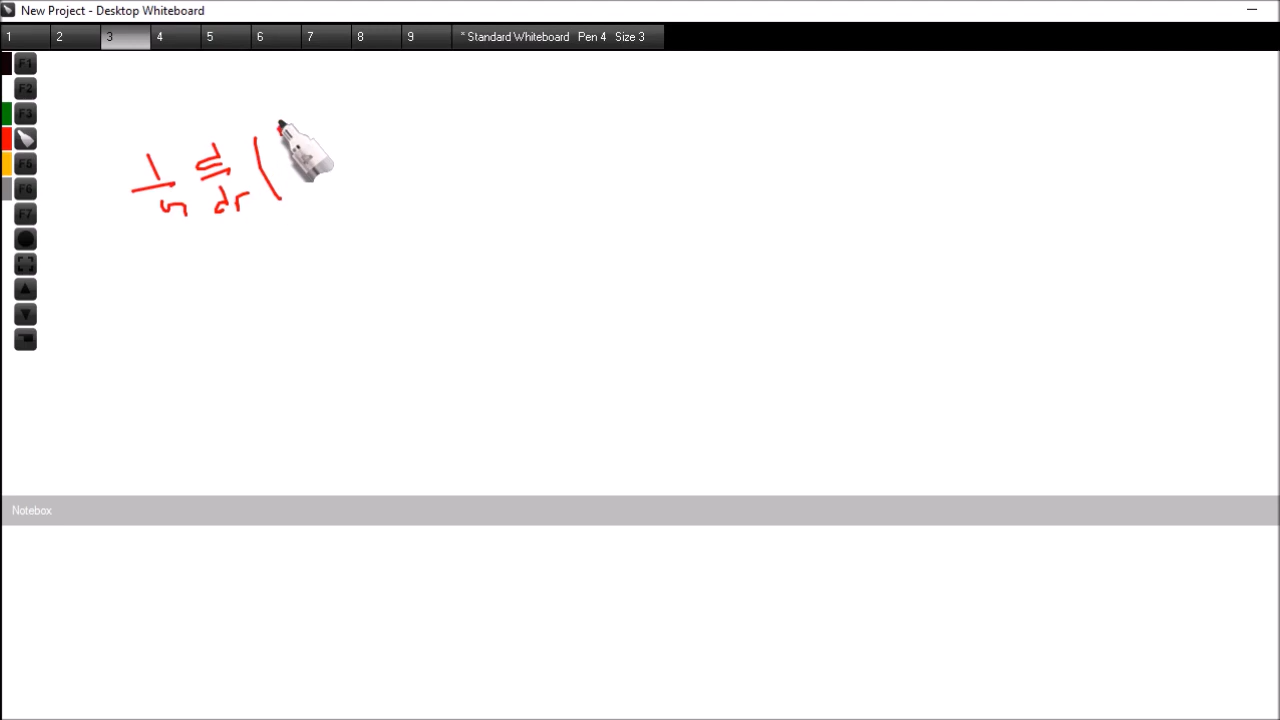 New Project - Desktop Whiteboard
1 2 3 4 5 6 7 8 9 * Standard Whiteboard Pen 4 Size 3
F1
F2
F3
F5
F6
F7
1 d (
r dr
Notebox